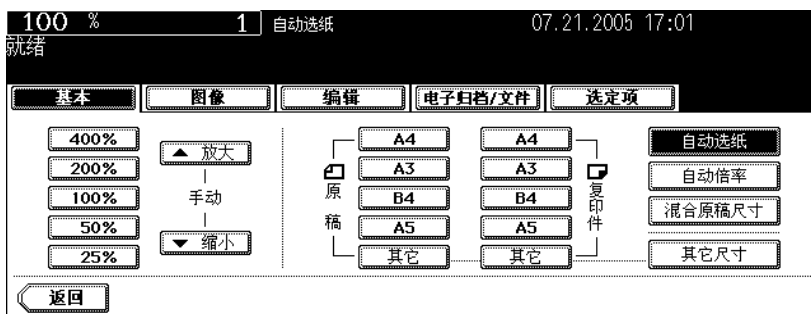 100 % 1 自动选纸 07.21.2005 17:01
就绪
基本 图像 编辑 电子归档/文件 选定项
400% 放大 A4 A4 自动选纸
200% A3 A3 自动倍率
100% 手动 原稿 B4 B4 复印件 混合原稿尺寸
50% A5 A5
25% 缩小 其它 其它 其它尺寸
返回